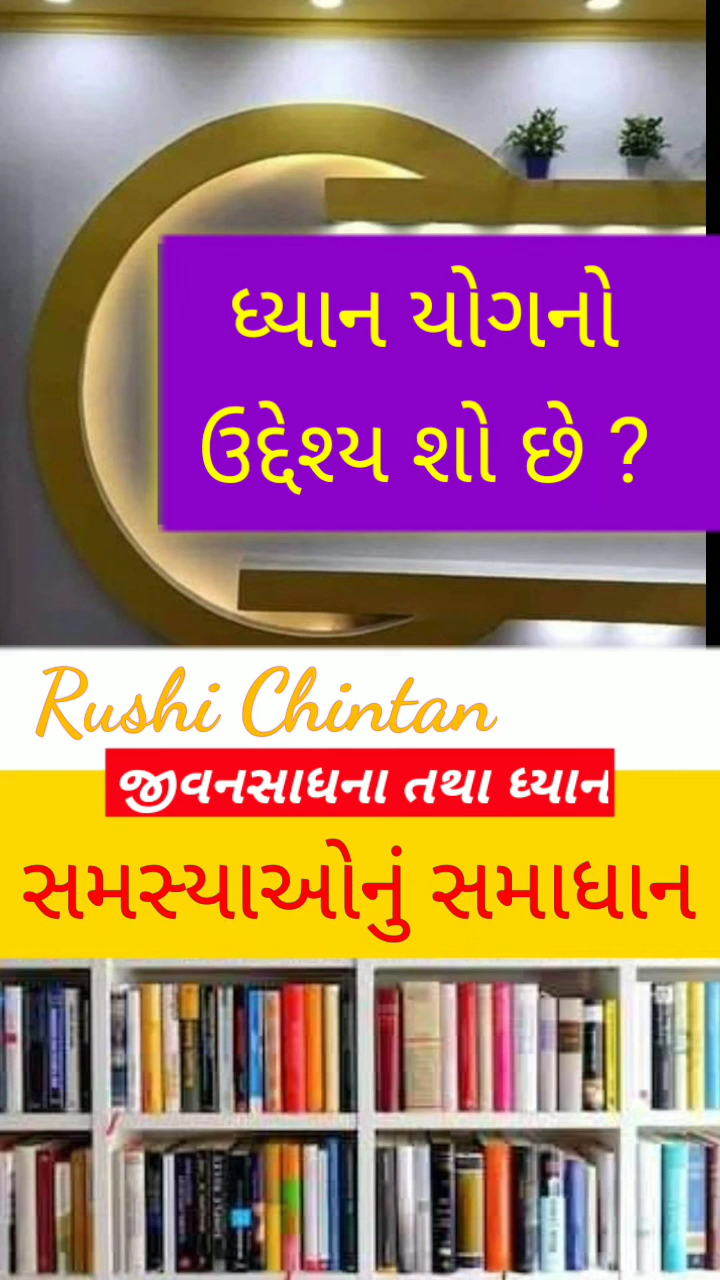 ધ્યાન યોગનો
ઉદ્દેશ્ય શો છે ?
Rushi Chintan
જીવનસાધના તથા ધ્યાન
સમસ્યાઓનું સમાધાન